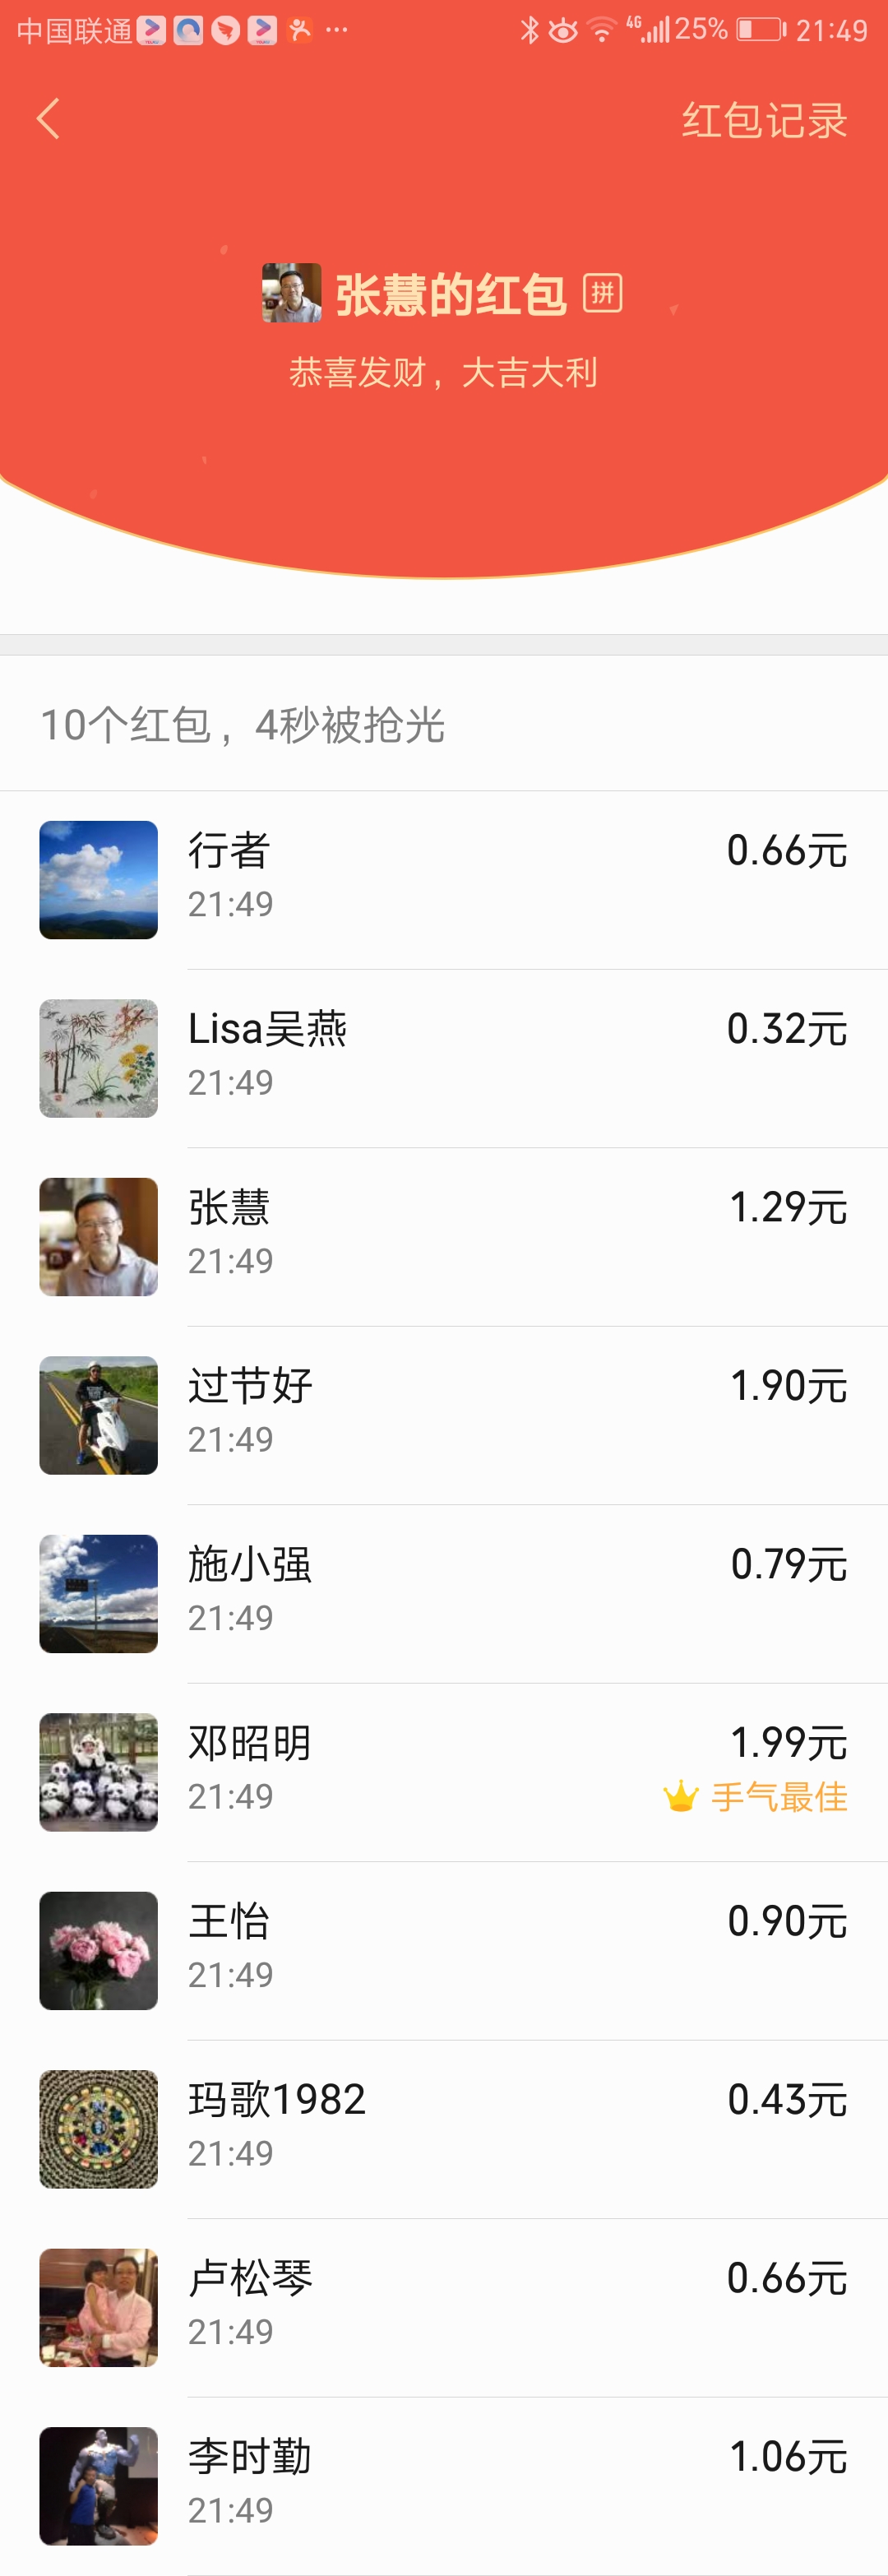 中国联通 4G 25% 21:49
红包记录
张慧的红包 拼
恭喜发财，大吉大利
10个红包，4秒被抢光
行者 0.66元
21:49
Lisa吴燕 0.32元
21:49
张慧 1.29元
21:49
过节好 1.90元
21:49
施小强 0.79元
21:49
邓昭明 1.99元
21:49 手气最佳
王怡 0.90元
21:49
玛歌1982 0.43元
21:49
卢松琴 0.66元
21:49
李时勤 1.06元
21:49